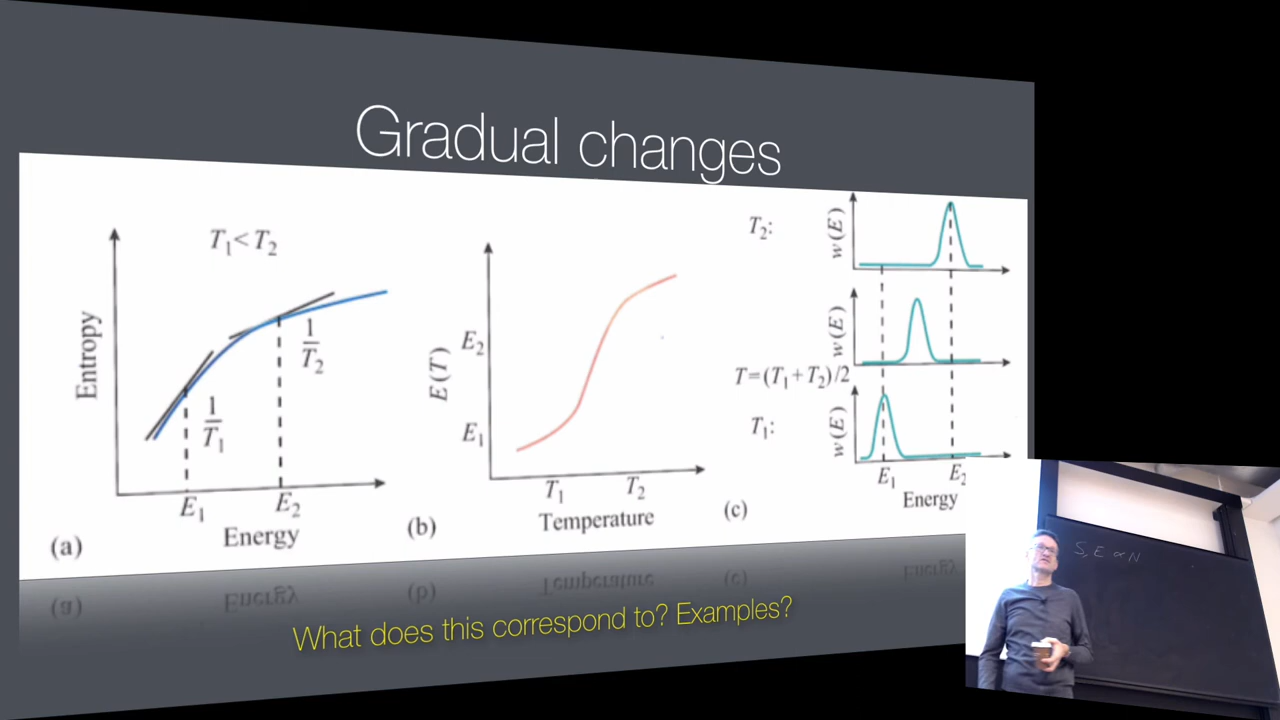 Gradual changes
T₁<T₂
Entropy
1/T₁
1/T₂
E₁ E₂
Energy
(a)
E(T)
E₂
E₁
T₁ T₂
Temperature
(b)
T₂:
w(E)
w(E)
T=(T₁+T₂)/2
T₁:
w(E)
E₁ E₂
Energy
(c)
What does this correspond to? Examples?
S, E ∝ N